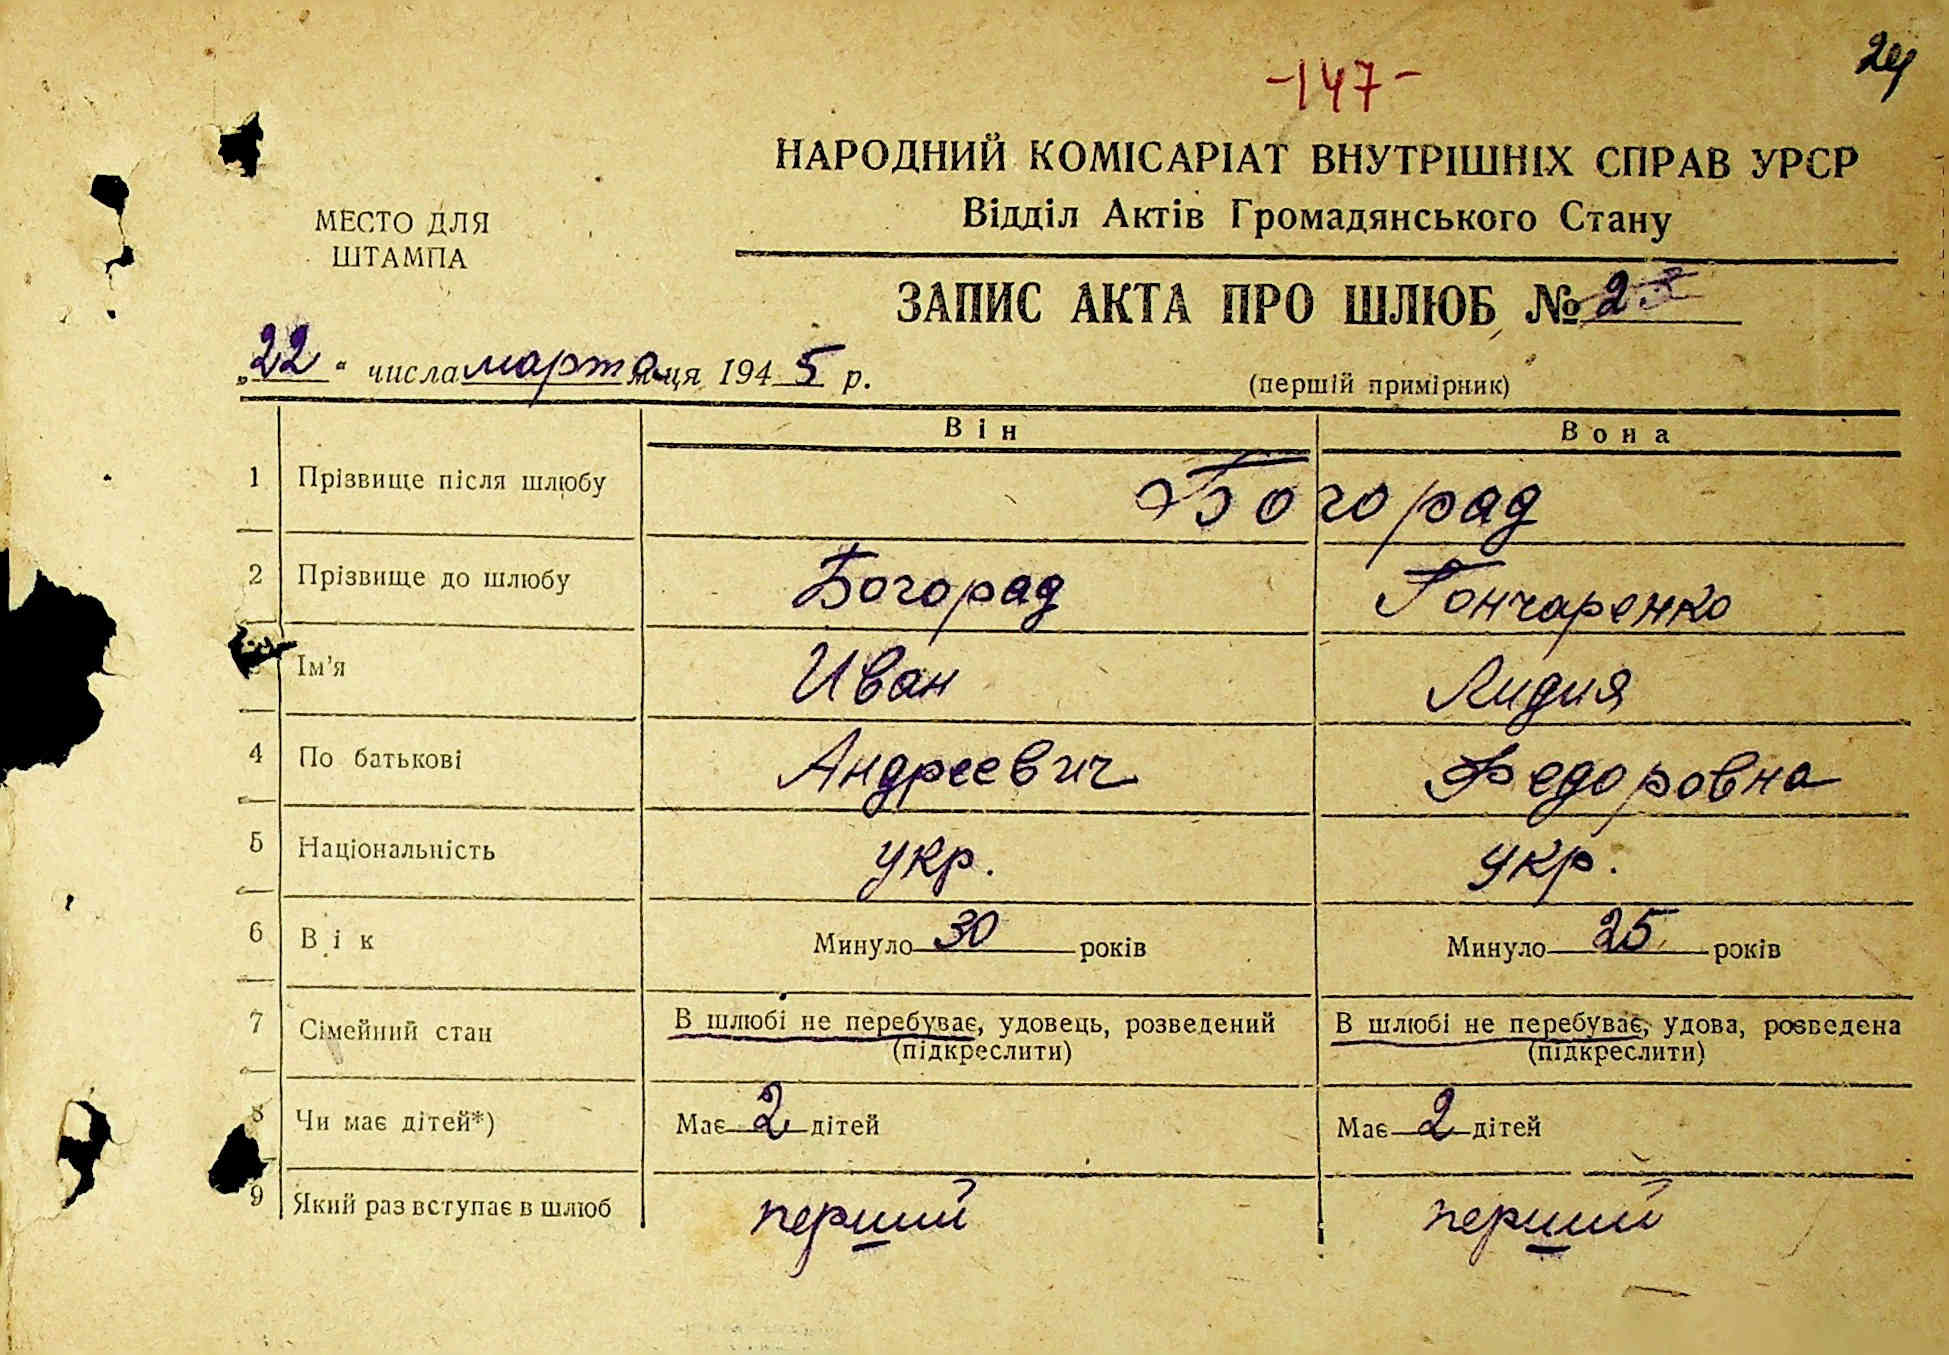 -147-
24
НАРОДНИЙ КОМІСАРІАТ ВНУТРІШНІХ СПРАВ УРСР
Відділ Актів Громадянського Стану
МЕСТО ДЛЯ
ШТАМПА
ЗАПИС АКТА ПРО ШЛЮБ №
„22“ числа марта м-ця 1945 р.
(перший примірник)
Він Вона
1 Прізвище після шлюбу Богорад
2 Прізвище до шлюбу Богорад Гончаренко
3 Ім'я Иван Лидия
4 По батькові Андреевич Федоровна
5 Національність укр. укр.
6 Вік Минуло 30 років Минуло 25 років
7 Сімейний стан В шлюбі не перебуває, удовець, розведений В шлюбі не перебуває, удова, розведена
(підкреслити) (підкреслити)
8 Чи має дітей*) Має 2 дітей Має 2 дітей
9 Який раз вступає в шлюб перший перший